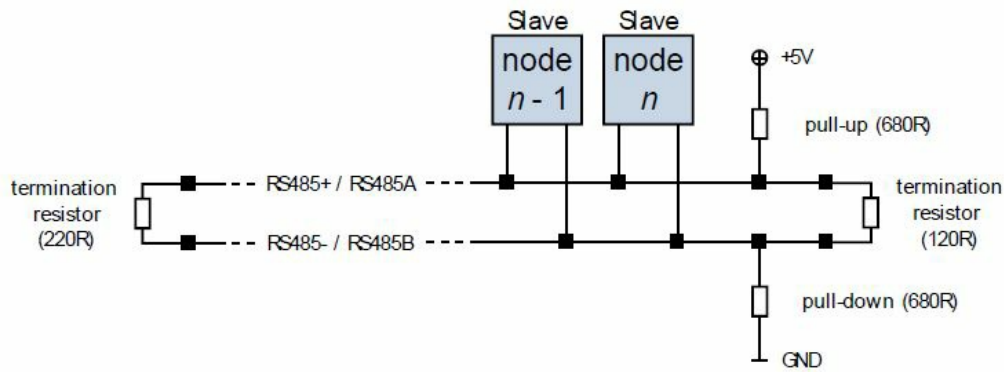 Slave
Slave
node
n - 1
node
n
+5V
pull-up (680R)
termination
resistor
(220R)
RS485+ / RS485A
RS485- / RS485B
termination
resistor
(120R)
pull-down (680R)
GND